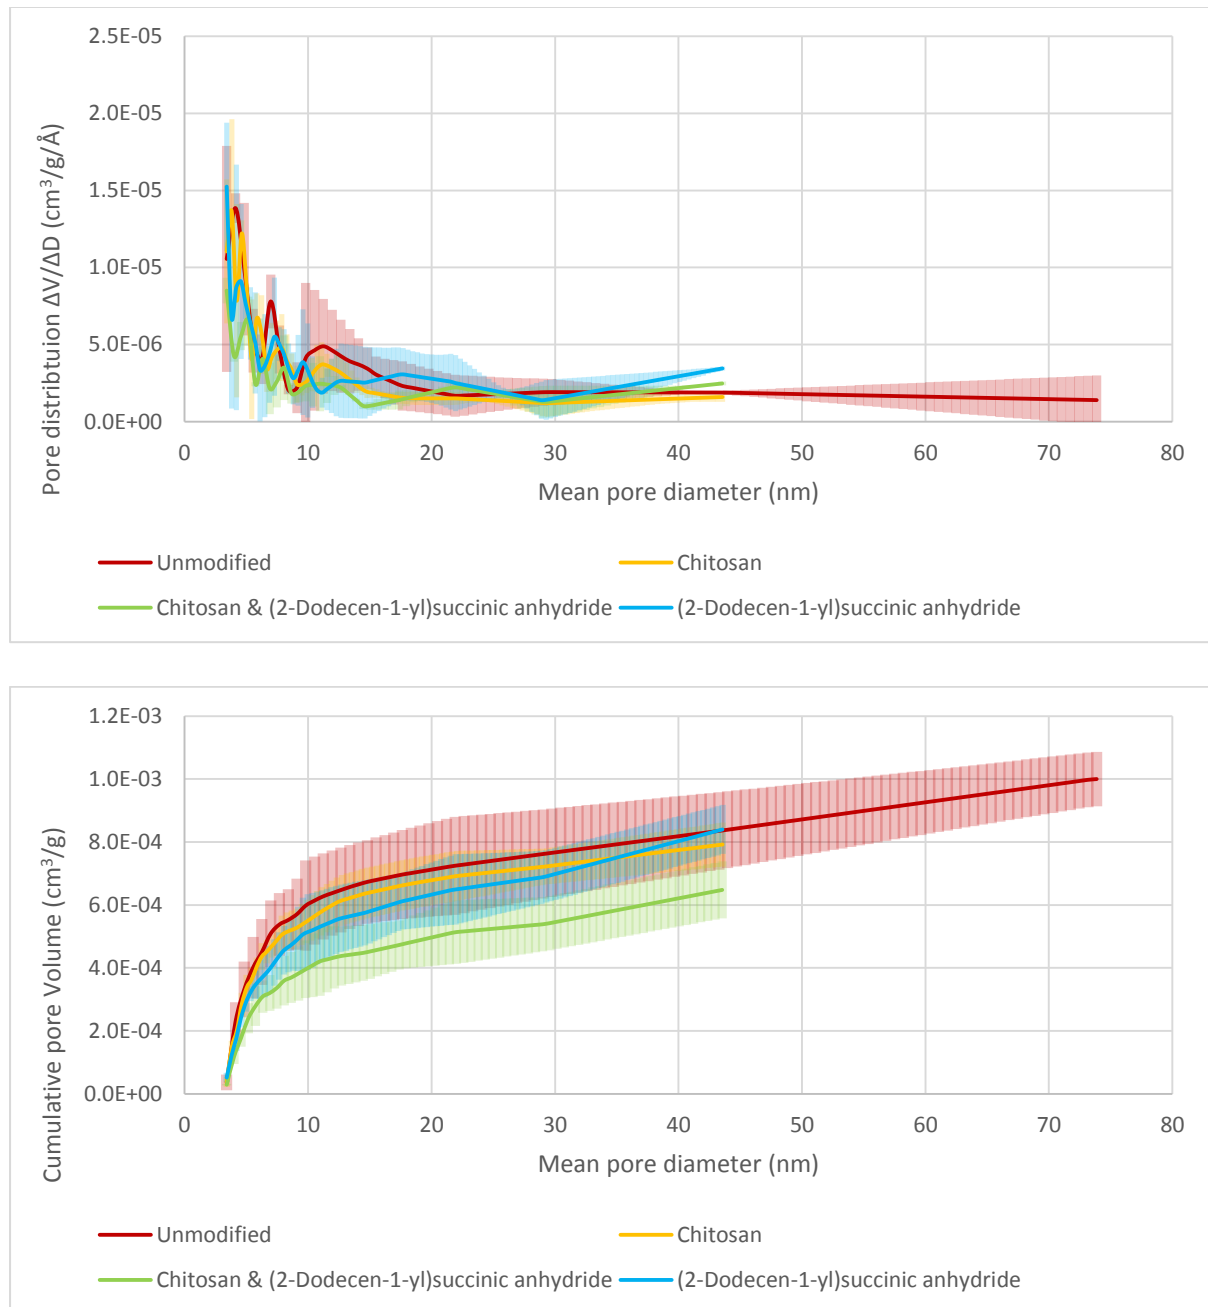 2.5E-05
2.0E-05
1.5E-05
1.0E-05
5.0E-06
0.0E+00
0 10 20 30 40 50 60 70 80
Pore distribtuion ΔV/ΔD (cm³/g/Å)
Mean pore diameter (nm)
Unmodified
Chitosan
Chitosan & (2-Dodecen-1-yl)succinic anhydride
(2-Dodecen-1-yl)succinic anhydride
1.2E-03
1.0E-03
8.0E-04
6.0E-04
4.0E-04
2.0E-04
0.0E+00
0 10 20 30 40 50 60 70 80
Cumulative pore Volume (cm³/g)
Mean pore diameter (nm)
Unmodified
Chitosan
Chitosan & (2-Dodecen-1-yl)succinic anhydride
(2-Dodecen-1-yl)succinic anhydride